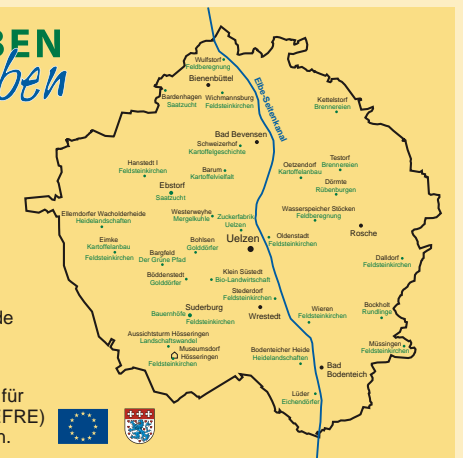 BEN
ben
Wulfstorf
Feldberegnung
Bienenbüttel
Bardenhagen
Saatzucht
Wichmannsburg
Feldsteinkirchen
Elbe-Seitenkanal
Kettelstorf
Brennereien
Bad Bevensen
Schweizerhof
Kartoffelgeschichte
Hanstedt I
Feldsteinkirchen
Barum
Kartoffelvielfalt
Oetzendorf
Kartoffelanbau
Testorf
Brennereien
Ebstorf
Saatzucht
Dörmte
Rübenburgen
Ellerndorfer Wacholderheide
Heidelandschaften
Westerweyhe
Mergelkuhle
Zuckerfabrik
Uelzen
Wasserspeicher Stöcken
Feldberegnung
Rosche
Eimke
Kartoffelanbau
Feldsteinkirchen
Bohlsen
Golddörfer
Uelzen
Oldenstadt
Feldsteinkirchen
Bargfeld
Der Grüne Pfad
Dalldorf
Feldsteinkirchen
Böddenstedt
Golddörfer
Klein Süstedt
Bio-Landwirtschaft
Stederdorf
Feldsteinkirchen
Suderburg
Bauernhöfe
Feldsteinkirchen
Wrestedt
Wieren
Feldsteinkirchen
Bockholt
Rundlinge
Aussichtsturm Hösseringen
Landschaftswandel
Museumsdorf
Hösseringen
Feldsteinkirchen
Bodenteicher Heide
Heidelandschaften
Müssingen
Feldsteinkirchen
Bad
Bodenteich
Lüder
Eichendörfer
de
für
EFRE)
n.